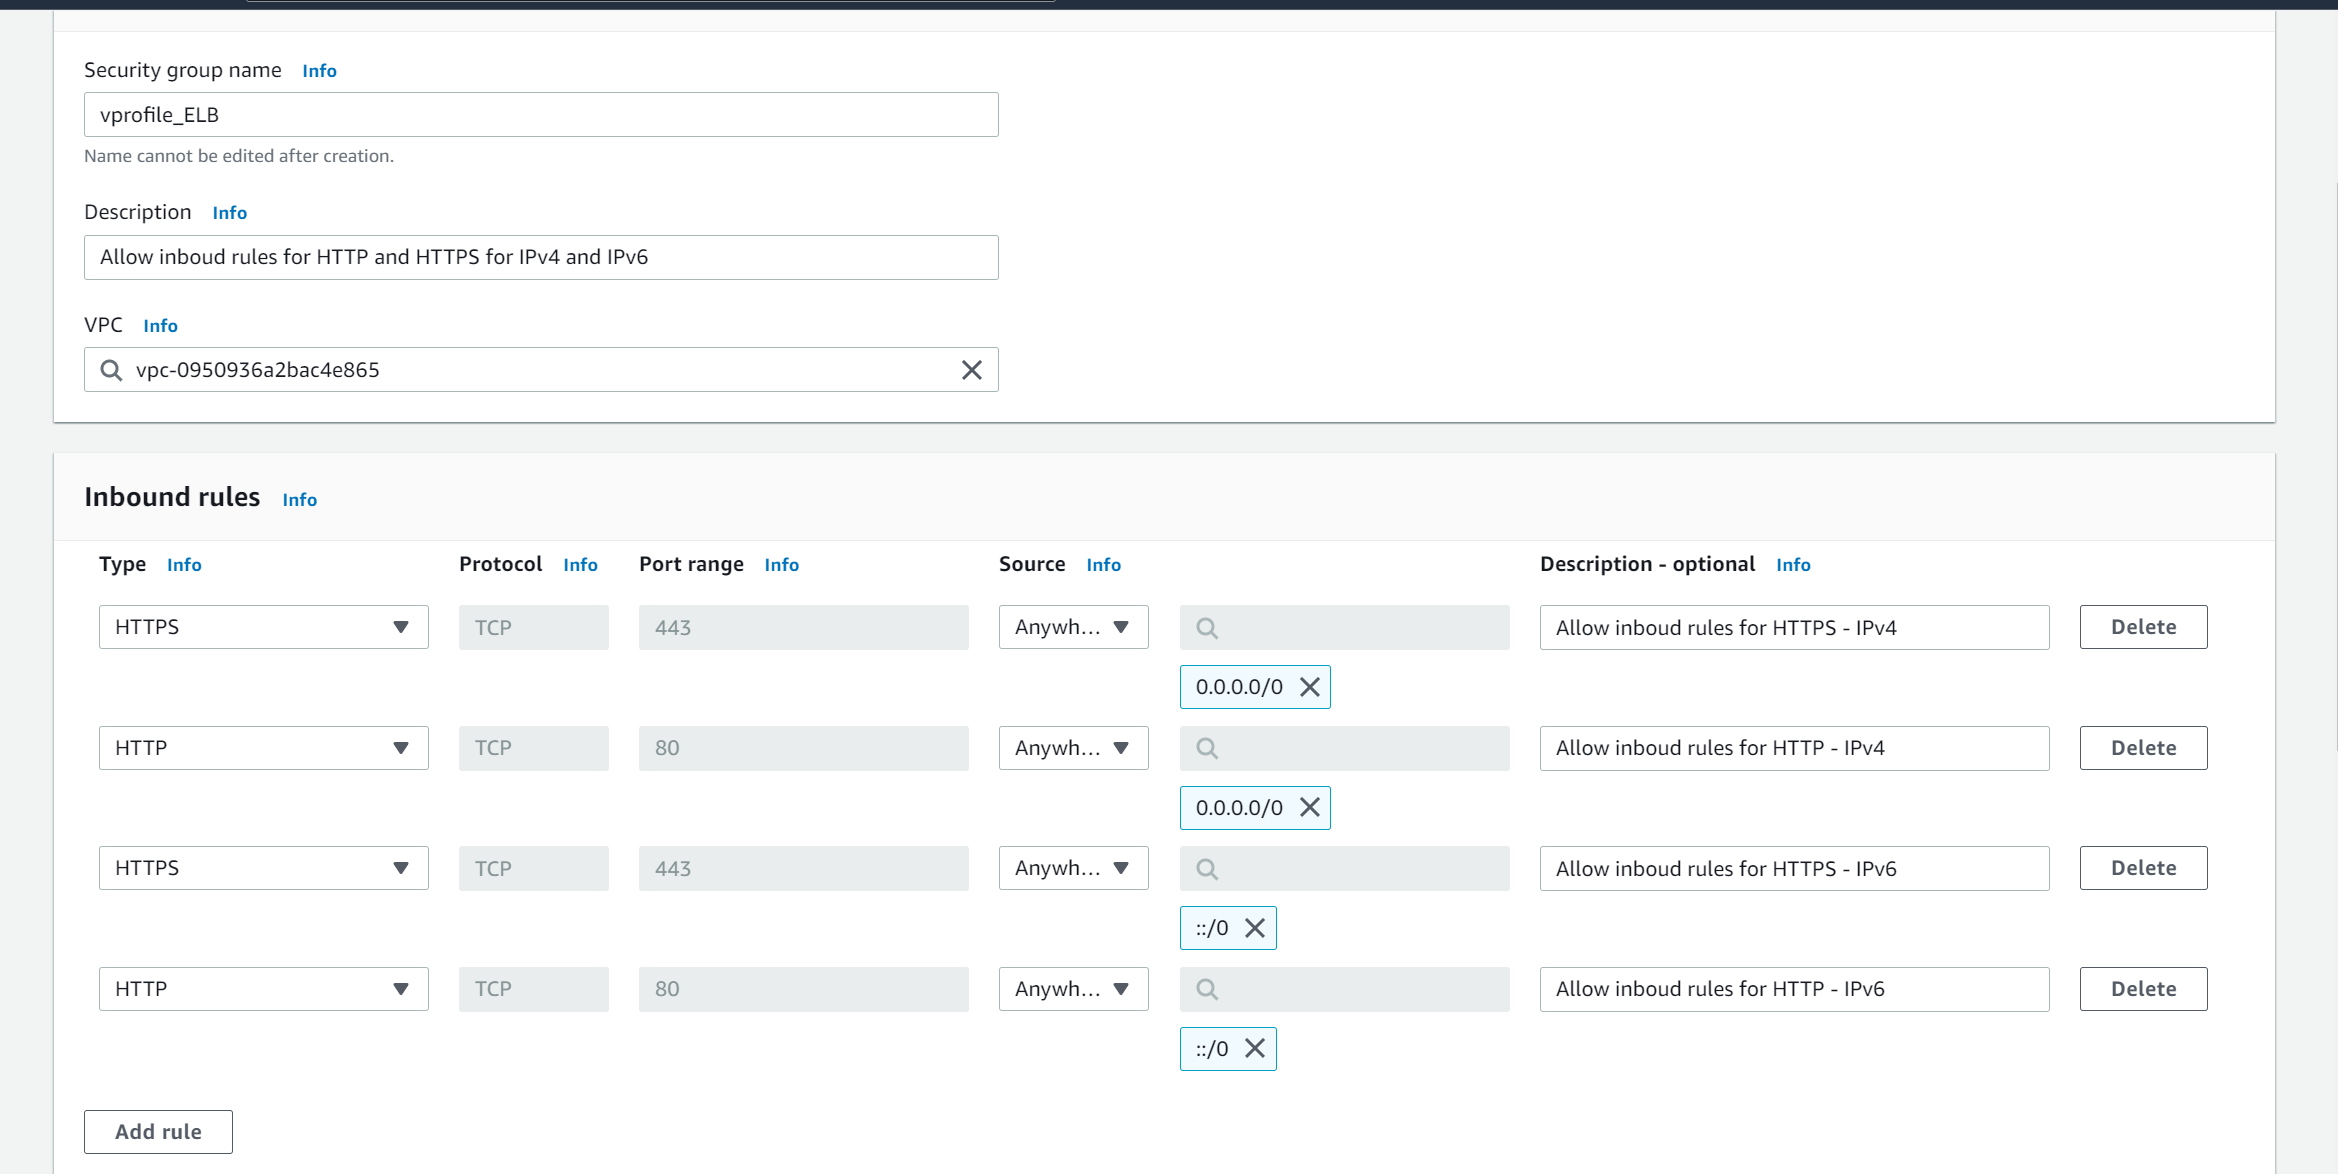 Security group name Info
vprofile_ELB
Name cannot be edited after creation.
Description Info
Allow inboud rules for HTTP and HTTPS for IPv4 and IPv6
VPC Info
vpc-0950936a2bac4e865
Inbound rules Info
Type Info Protocol Info Port range Info Source Info Description - optional Info
HTTPS TCP 443 Anywh... Allow inboud rules for HTTPS - IPv4 Delete
0.0.0.0/0
HTTP TCP 80 Anywh... Allow inboud rules for HTTP - IPv4 Delete
0.0.0.0/0
HTTPS TCP 443 Anywh... Allow inboud rules for HTTPS - IPv6 Delete
::/0
HTTP TCP 80 Anywh... Allow inboud rules for HTTP - IPv6 Delete
::/0
Add rule